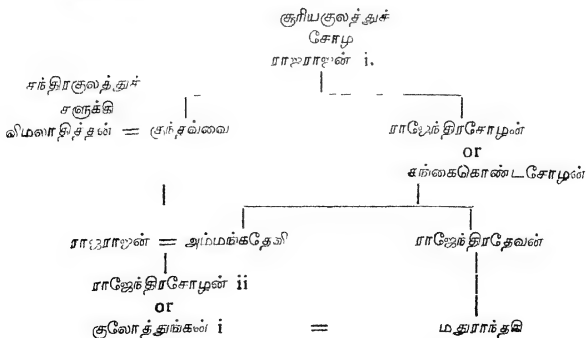 சூரியகுலத்துச்
சோழ
ராஜராஜன் i.
சந்திரகுலத்துச்
சளுக்கி
விமலாதித்தன் = குந்தவ்வை
ராஜேந்திரசோழன்
or
கங்கைகொண்டசோழன்
ராஜராஜன் = அம்மங்கதேவி
ராஜேந்திரதேவன்
ராஜேந்திரசோழன் ii
or
குலோத்துங்கன் i = மதுராந்தகி